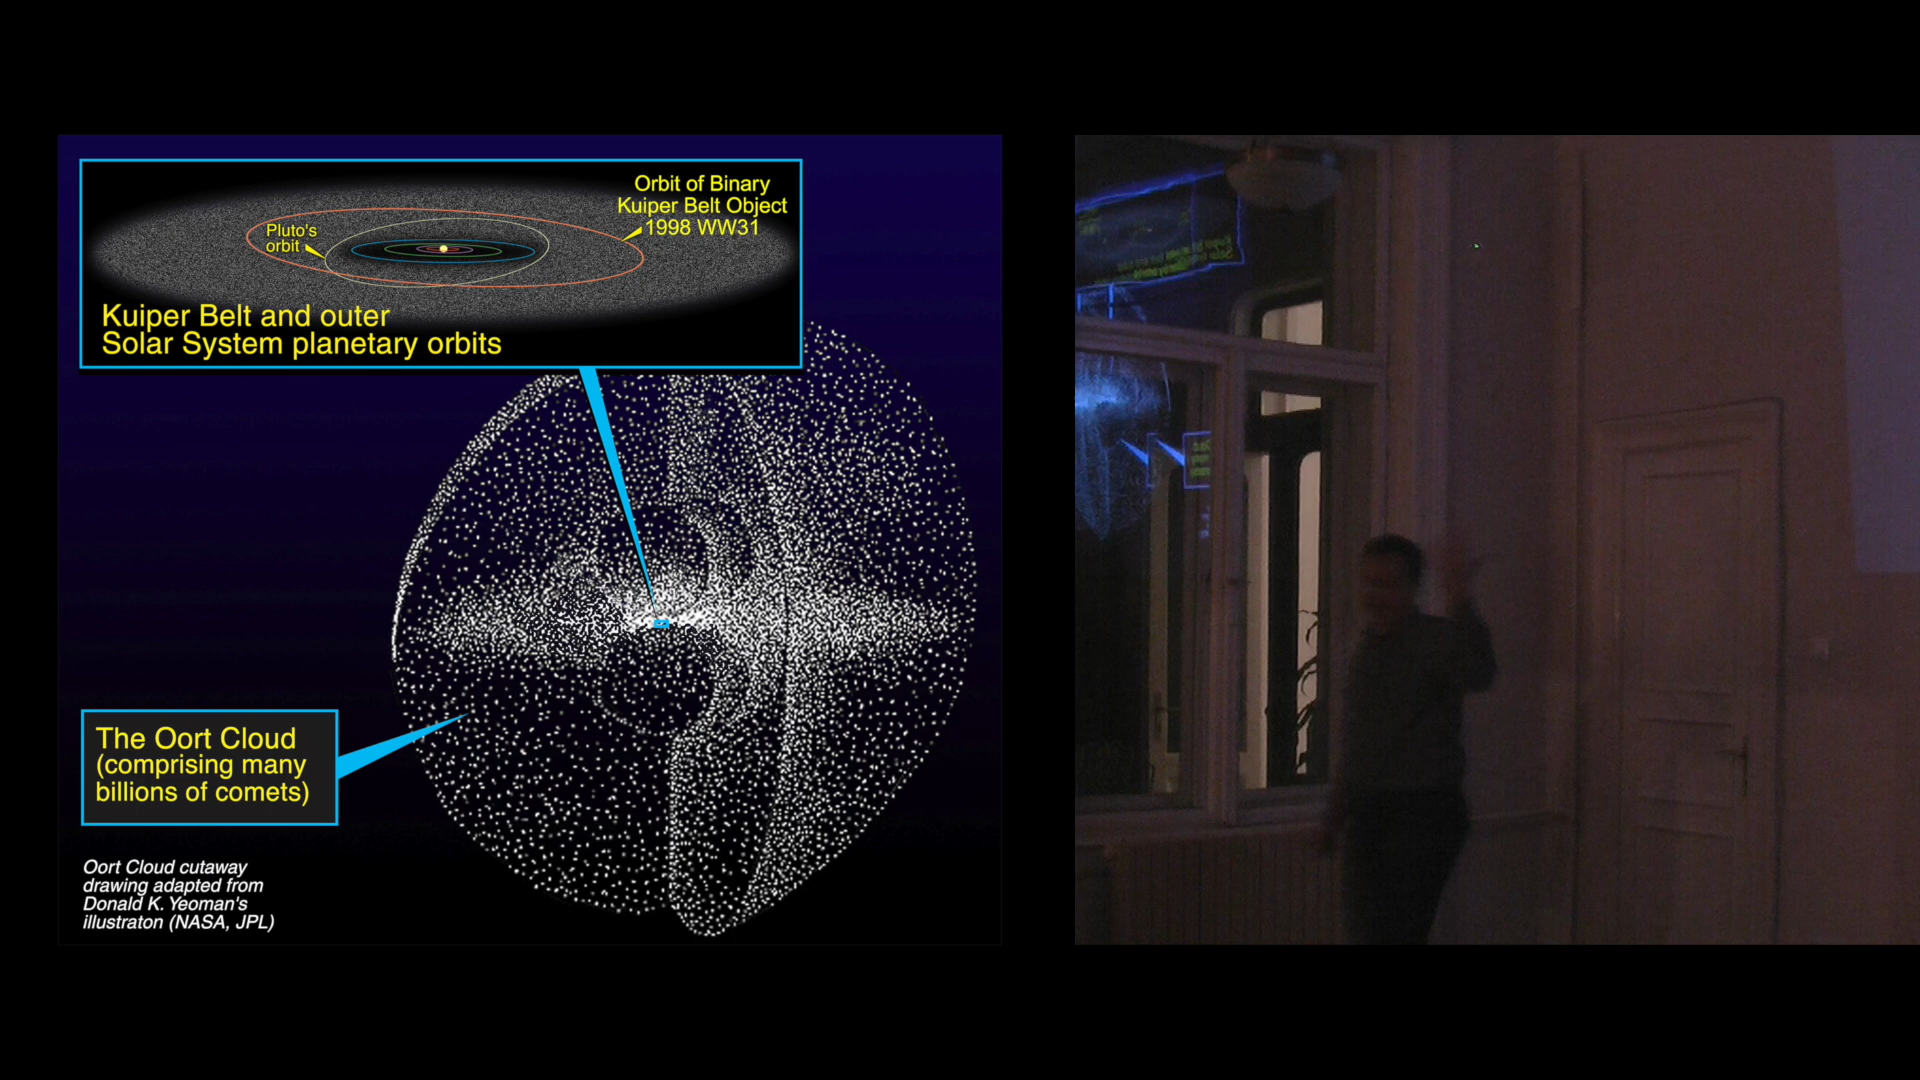 Orbit of Binary
Kuiper Belt Object
1998 WW31
Pluto's
orbit
Kuiper Belt and outer
Solar System planetary orbits
The Oort Cloud
(comprising many
billions of comets)
Oort Cloud cutaway
drawing adapted from
Donald K. Yeoman's
illustraton (NASA, JPL)